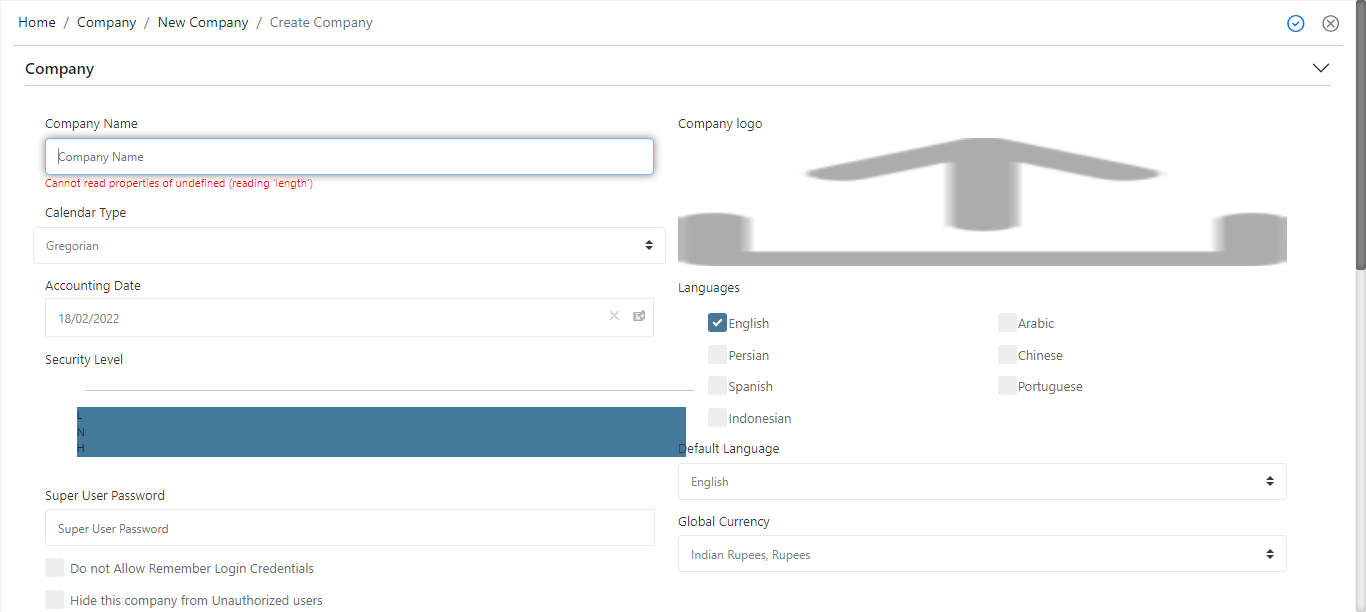 Home / Company / New Company / Create Company
Company
Company Name
Company Name
Cannot read properties of undefined (reading 'length')
Calendar Type
Gregorian
Accounting Date
18/02/2022
Security Level
L
N
H
Super User Password
Super User Password
Do not Allow Remember Login Credentials
Hide this company from Unauthorized users
Company logo
Languages
English
Arabic
Persian
Chinese
Spanish
Portuguese
Indonesian
Default Language
English
Global Currency
Indian Rupees, Rupees